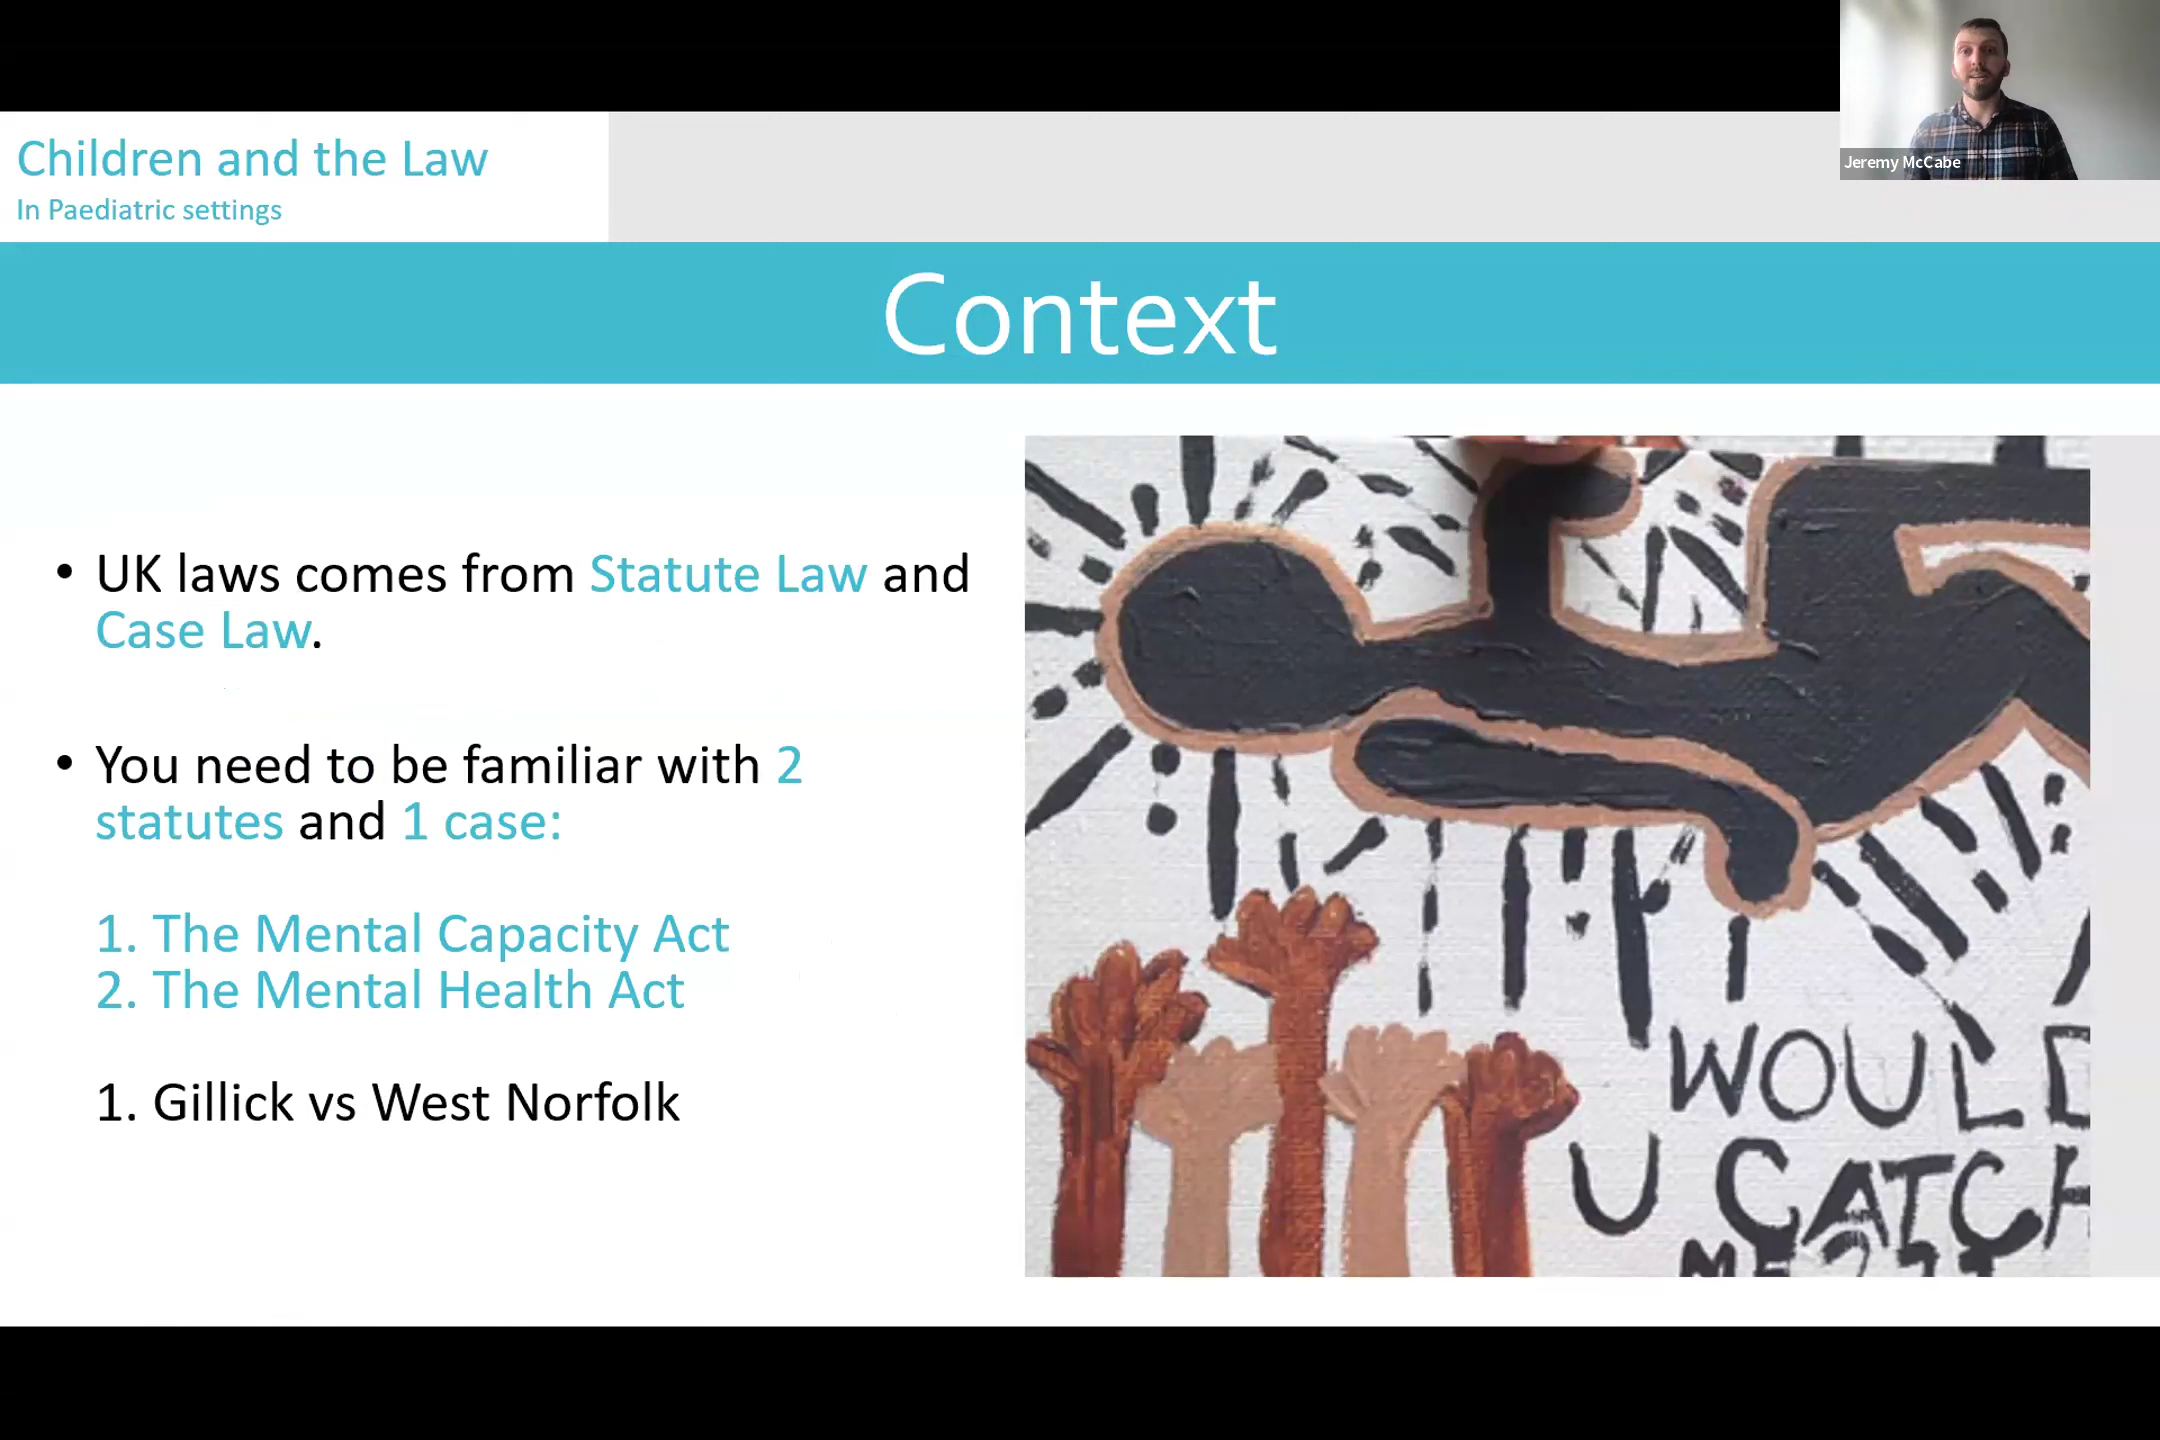 Jeremy McCabe
Children and the Law
In Paediatric settings
Context
• UK laws comes from Statute Law and
Case Law.
• You need to be familiar with 2
statutes and 1 case:
1. The Mental Capacity Act
2. The Mental Health Act
1. Gillick vs West Norfolk
WOULD
U CATCH